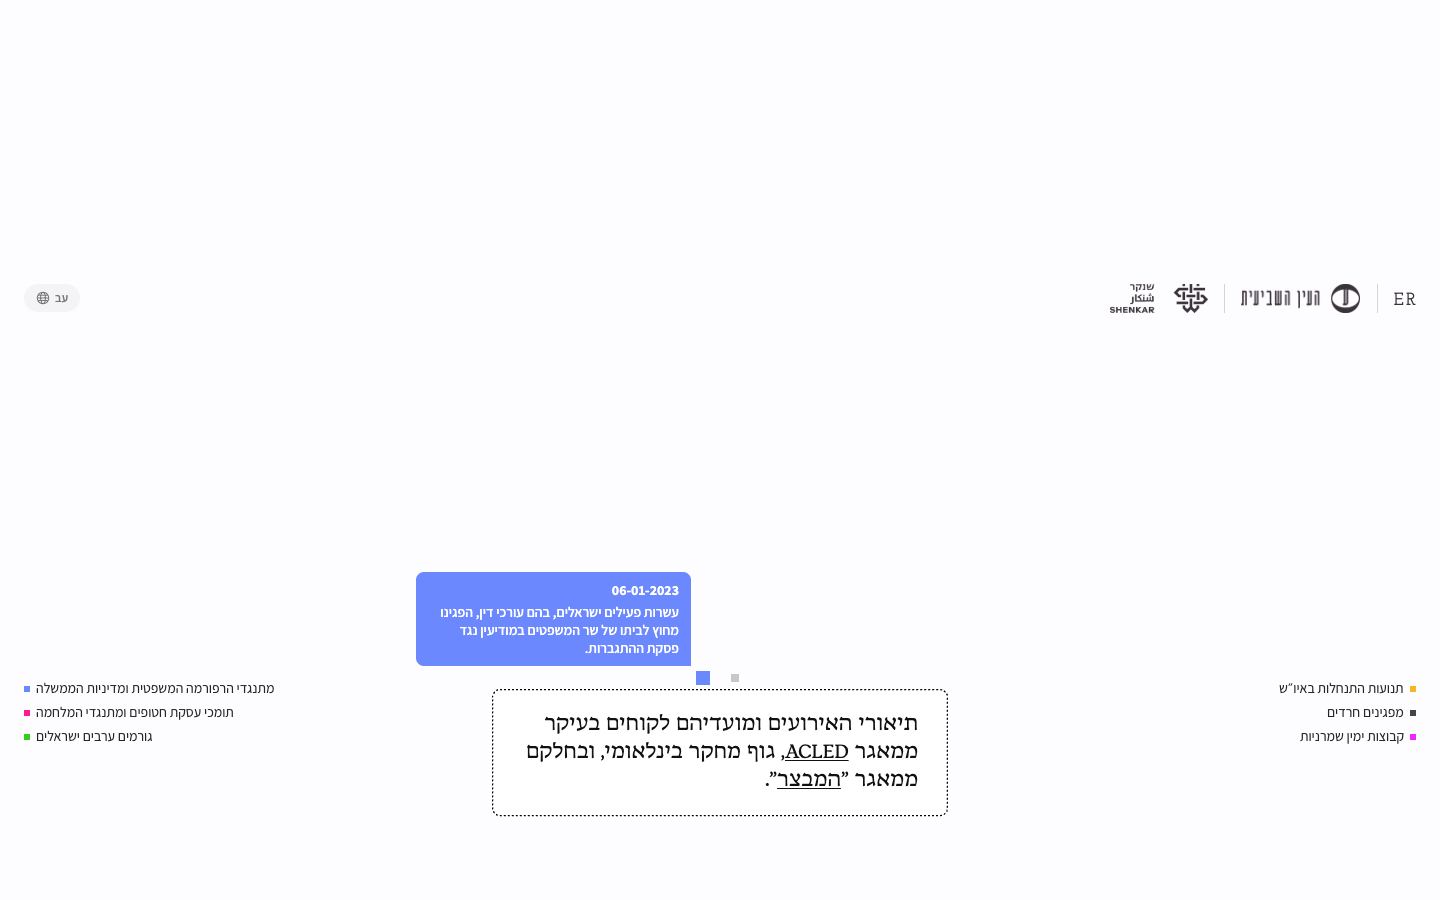 ER
העין השביעית
שנקר
شنكار
SHENKAR
עב
06-01-2023
עשרות פעילים ישראלים, בהם עורכי דין, הפגינו
מחוץ לביתו של שר המשפטים במודיעין נגד
פסקת ההתגברות.
תנועות התנחלות באיו״ש
מפגינים חרדים
קבוצות ימין שמרניות
תיאורי האירועים ומועדיהם לקוחים בעיקר
ממאגר ACLED, גוף מחקר בינלאומי, ובחלקם
ממאגר ”המבצר”.
מתנגדי הרפורמה המשפטית ומדיניות הממשלה
תומכי עסקת חטופים ומתנגדי המלחמה
גורמים ערבים ישראלים